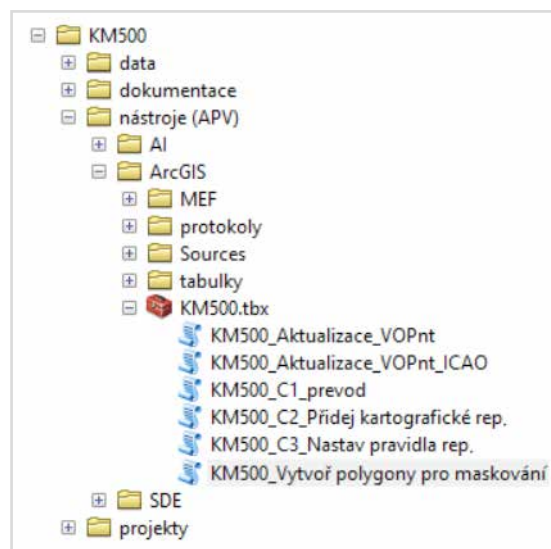 KM500
data
dokumentace
nástroje (APV)
AI
ArcGIS
MEF
protokoly
Sources
tabulky
KM500.tbx
KM500_Aktualizace_VOPnt
KM500_Aktualizace_VOPnt_ICAO
KM500_C1_prevod
KM500_C2_Přidej kartografické rep.
KM500_C3_Nastav pravidla rep.
KM500_Vytvoř polygony pro maskování
SDE
projekty